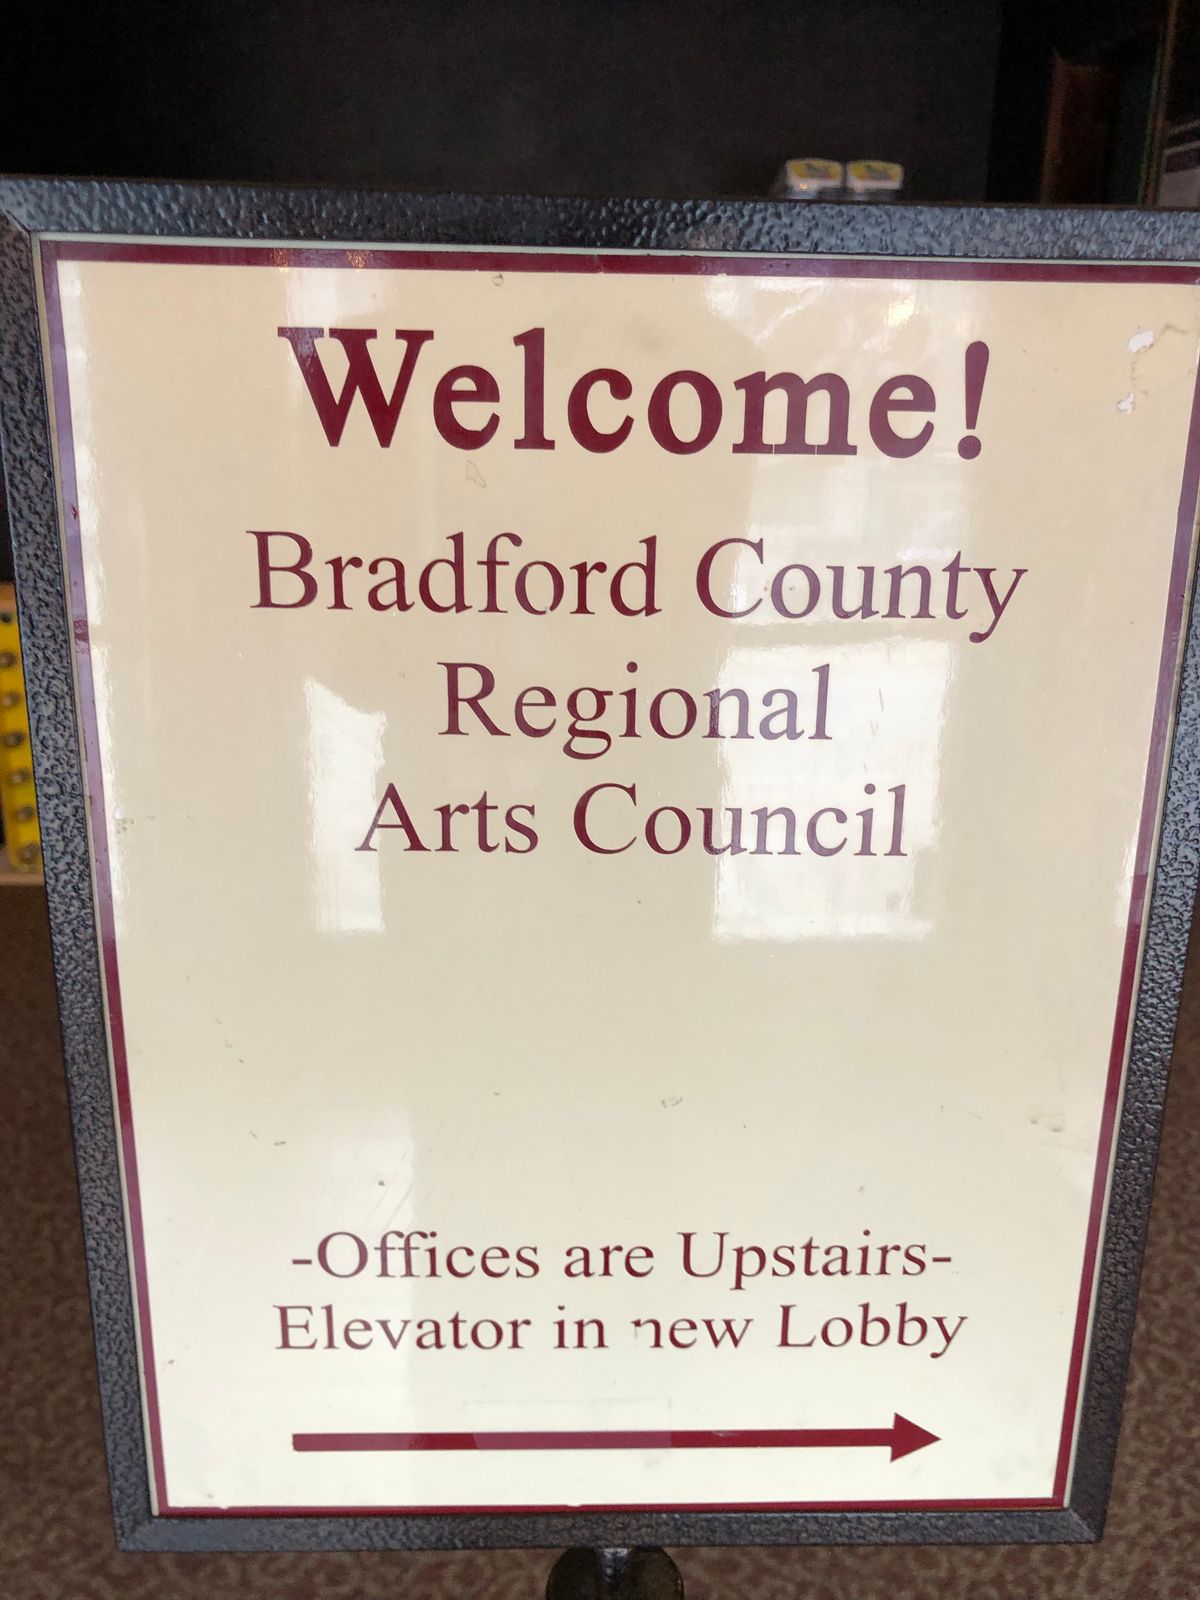 Welcome!
Bradford County
Regional
Arts Council
-Offices are Upstairs-
Elevator in new Lobby